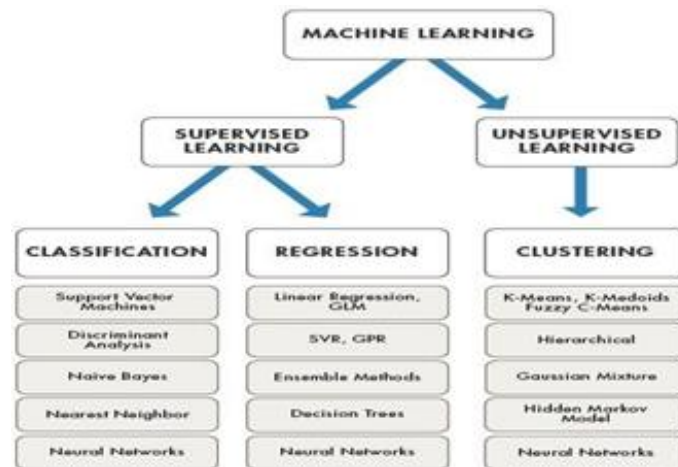 MACHINE LEARNING
SUPERVISED
LEARNING
UNSUPERVISED
LEARNING
CLASSIFICATION
Support Vector
Machines
Discriminant
Analysis
Naive Bayes
Nearest Neighbor
Neural Networks
REGRESSION
Linear Regression,
GLM
SVR, GPR
Ensemble Methods
Decision Trees
Neural Networks
CLUSTERING
K-Means, K-Medoids
Fuzzy C-Means
Hierarchical
Gaussian Mixture
Hidden Markov
Model
Neural Networks